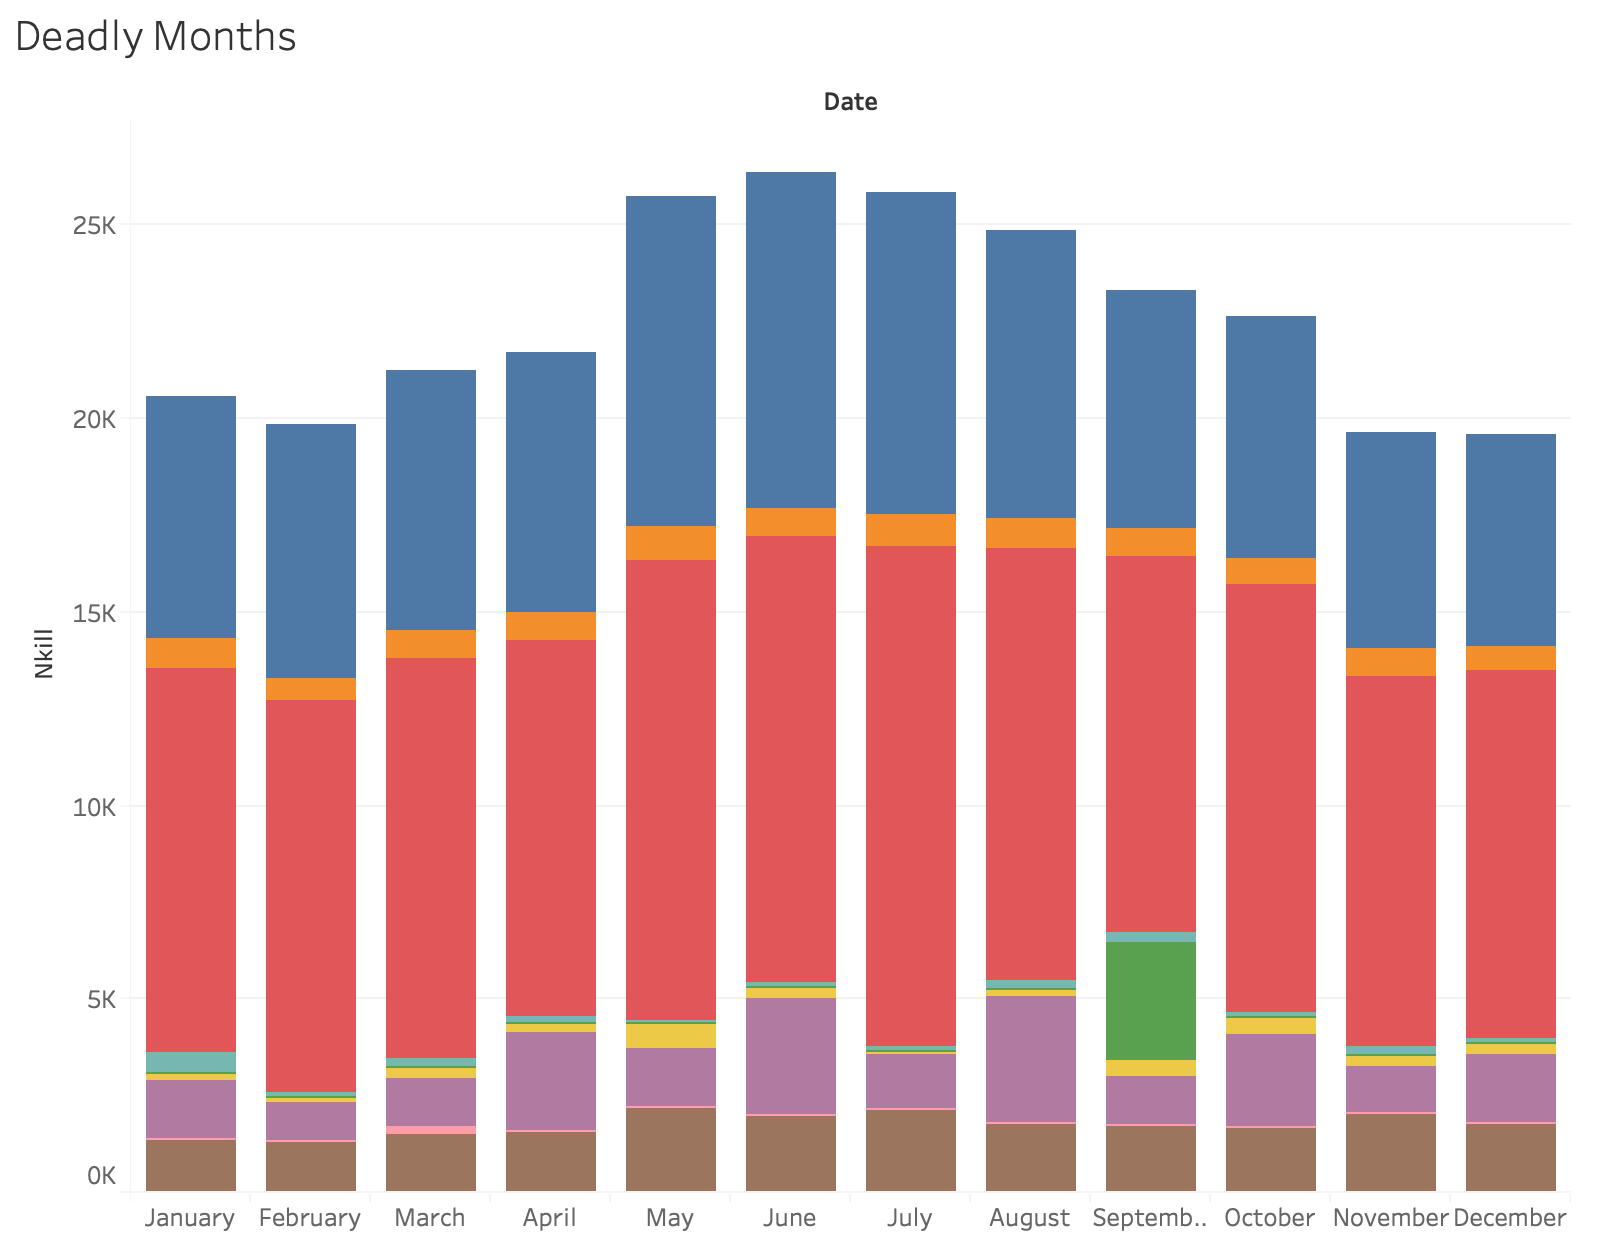 Deadly Months
Date
25K
20K
15K
10K
5K
0K
Nkill
January February March April May June July August Septemb.. October November December